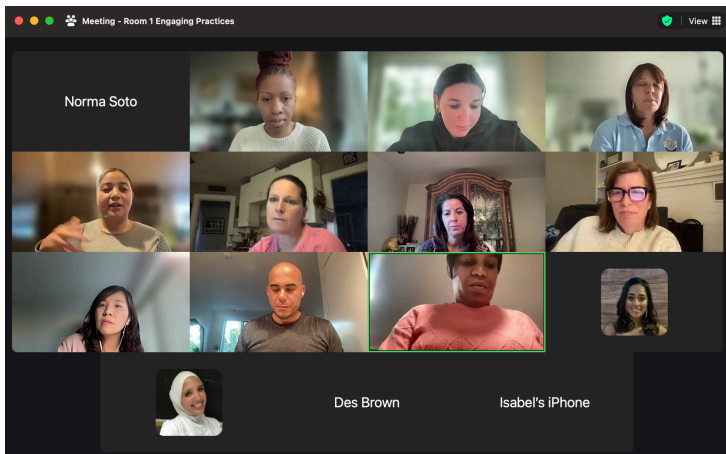 Meeting - Room 1 Engaging Practices
View
Norma Soto
Des Brown
Isabel’s iPhone